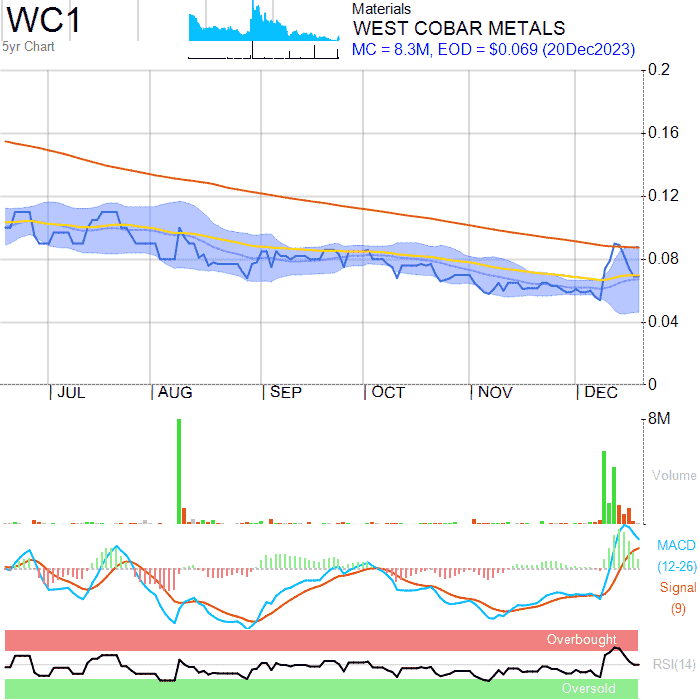 WC1
5yr Chart
Materials
WEST COBAR METALS
MC = 8.3M, EOD = $0.069 (20Dec2023)
0.2
0.16
0.12
0.08
0.04
0
JUL AUG SEP OCT NOV DEC
8M
Volume
MACD
(12-26)
Signal
(9)
Overbought
RSI(14)
Oversold